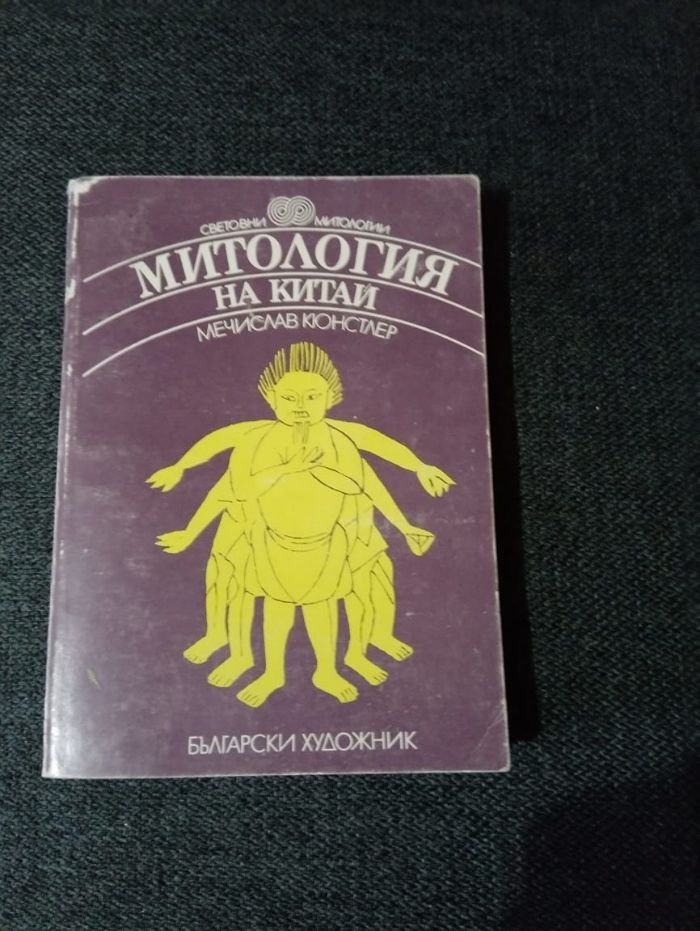 СВЕТОВНИ МИТОЛОГИИ
МИТОЛОГИЯ
НА КИТАЙ
МЕЧИСЛАВ КЮНСТЛЕР
БЪЛГАРСКИ ХУДОЖНИК